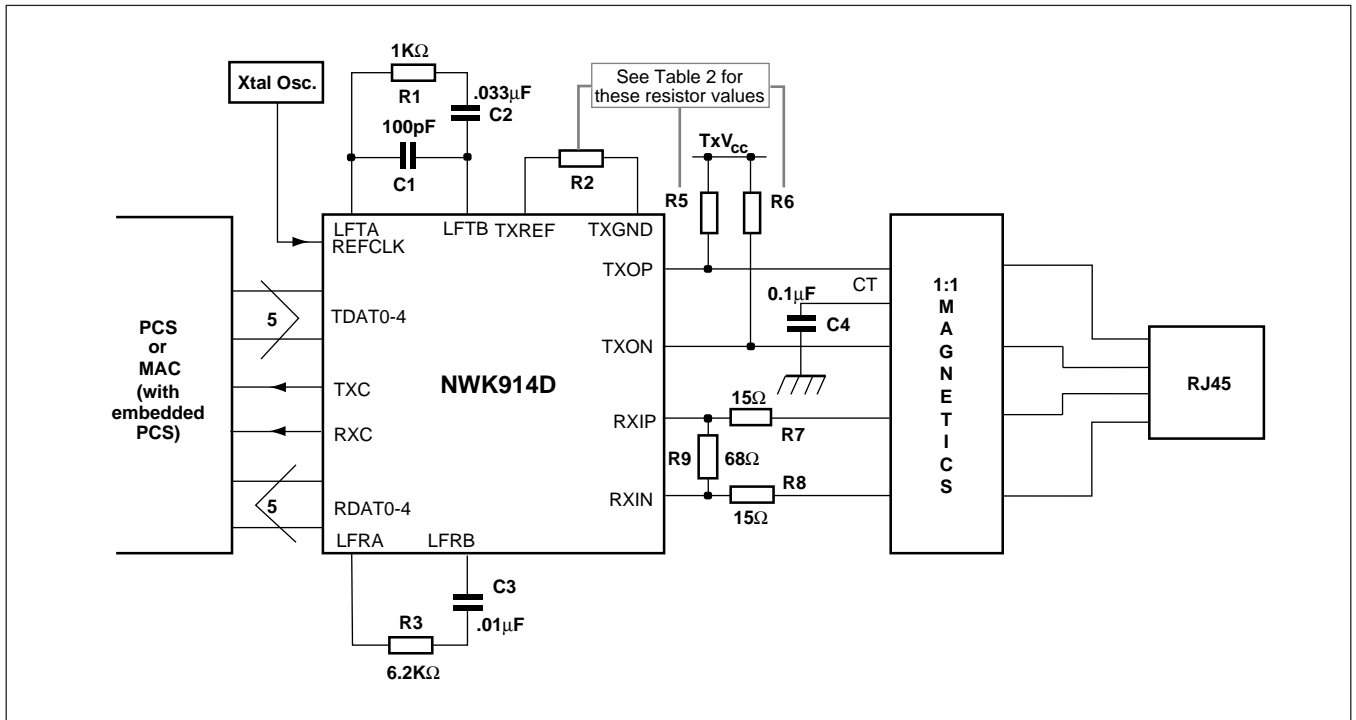 Xtal Osc.
1KΩ
R1
.033µF
C2
100pF
C1
See Table 2 for
these resistor values
R2
TxVcc
R5
R6
LFTA
REFCLK
LFTB
TXREF
TXGND
TXOP
TXON
TDAT0-4
5
PCS
or
MAC
(with
embedded
PCS)
TXC
RXC
NWK914D
RXIP
RXIN
RDAT0-4
5
LFRA
LFRB
CT
0.1µF
C4
15Ω
R7
R9
68Ω
R8
15Ω
1:1
M
A
G
N
E
T
I
C
S
RJ45
C3
.01µF
R3
6.2KΩ